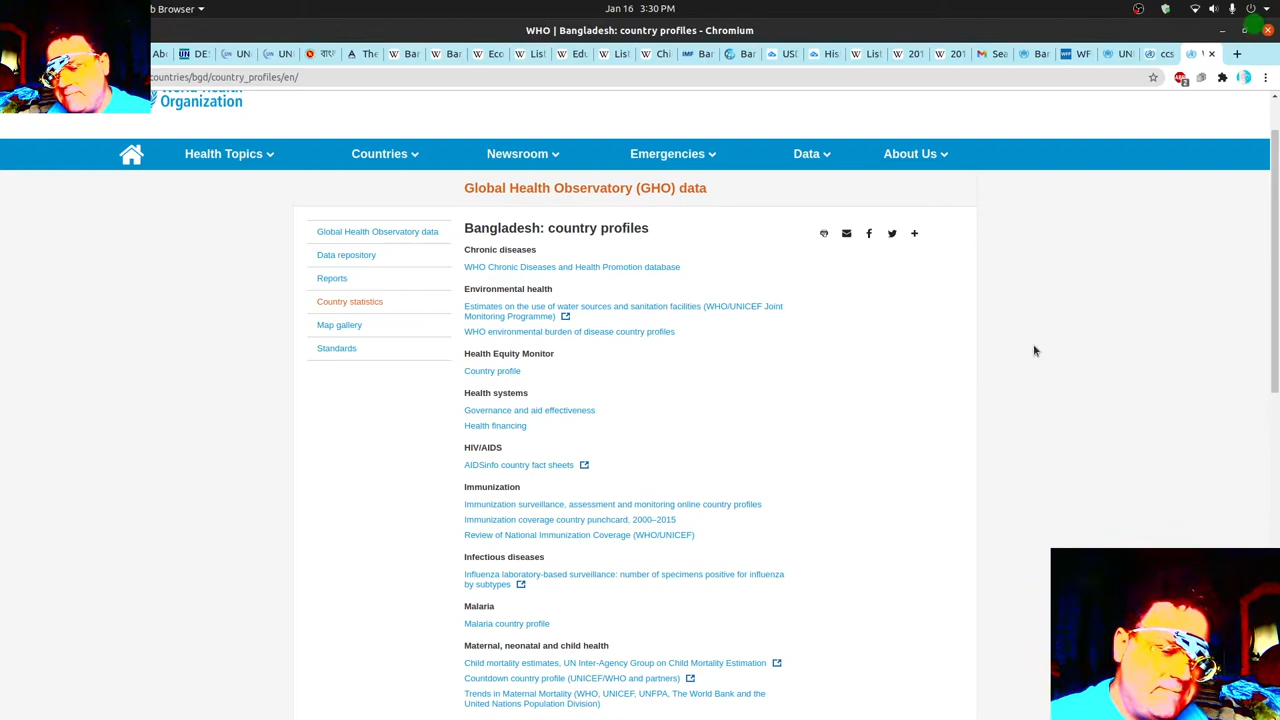 WHO | Bangladesh: country profiles - Chromium
countries/bgd/country_profiles/en/
World Health
Organization
Health Topics
Countries
Newsroom
Emergencies
Data
About Us
Global Health Observatory (GHO) data
Global Health Observatory data
Data repository
Reports
Country statistics
Map gallery
Standards
Bangladesh: country profiles
Chronic diseases
WHO Chronic Diseases and Health Promotion database
Environmental health
Estimates on the use of water sources and sanitation facilities (WHO/UNICEF Joint
Monitoring Programme)
WHO environmental burden of disease country profiles
Health Equity Monitor
Country profile
Health systems
Governance and aid effectiveness
Health financing
HIV/AIDS
AIDSinfo country fact sheets
Immunization
Immunization surveillance, assessment and monitoring online country profiles
Immunization coverage country punchcard, 2000–2015
Review of National Immunization Coverage (WHO/UNICEF)
Infectious diseases
Influenza laboratory-based surveillance: number of specimens positive for influenza
by subtypes
Malaria
Malaria country profile
Maternal, neonatal and child health
Child mortality estimates, UN Inter-Agency Group on Child Mortality Estimation
Countdown country profile (UNICEF/WHO and partners)
Trends in Maternal Mortality (WHO, UNICEF, UNFPA, The World Bank and the
United Nations Population Division)